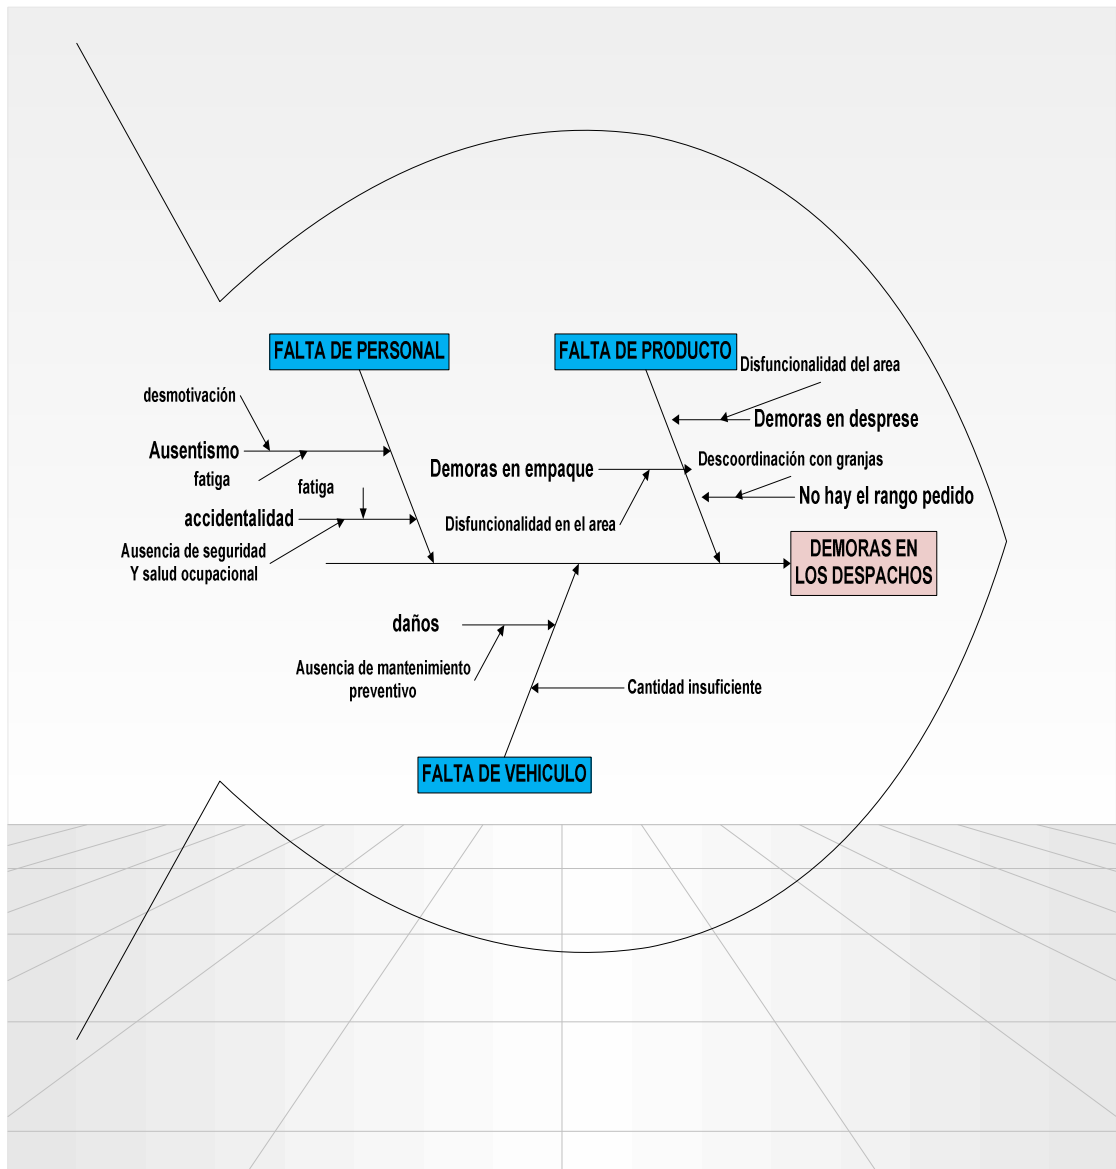 FALTA DE PERSONAL
FALTA DE PRODUCTO
Disfuncionalidad del area
desmotivación
Demoras en desprese
Ausentismo
Descoordinación con granjas
Demoras en empaque
fatiga
fatiga
No hay el rango pedido
accidentalidad
Disfuncionalidad en el area
Ausencia de seguridad
Y salud ocupacional
DEMORAS EN
LOS DESPACHOS
daños
Ausencia de mantenimiento
preventivo
Cantidad insuficiente
FALTA DE VEHICULO